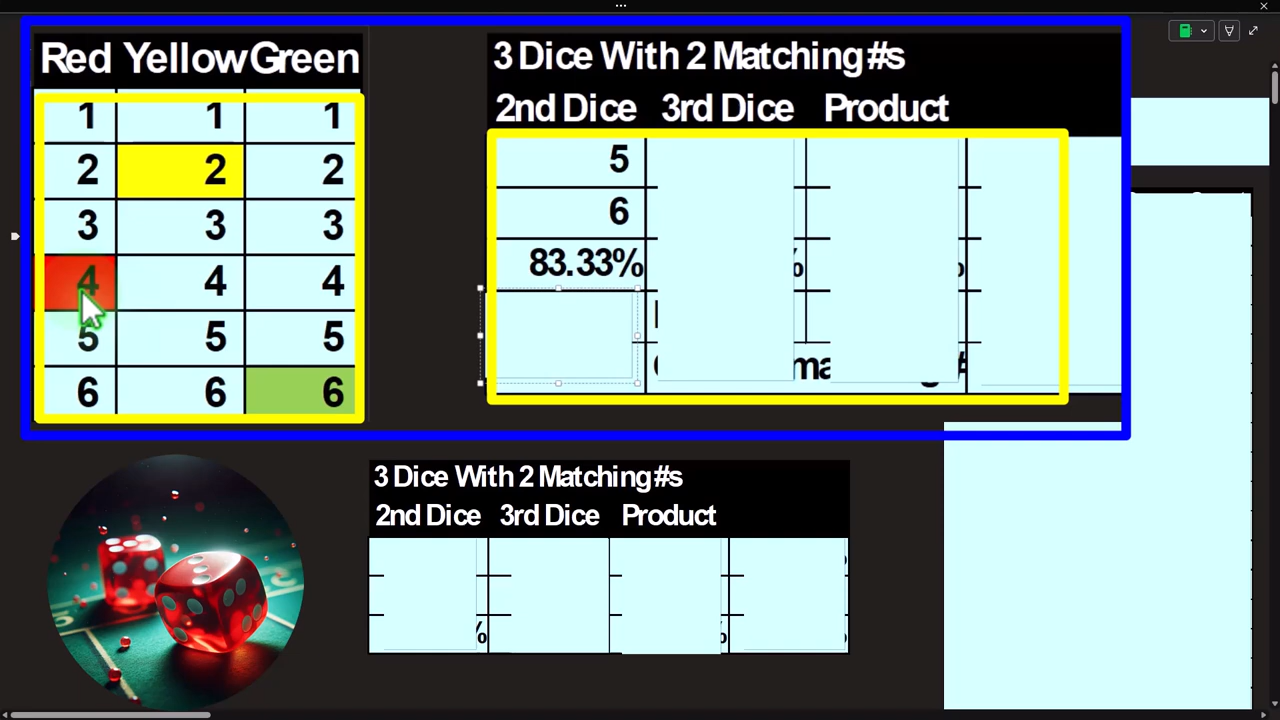 Red Yellow Green
1 1 1
2 2 2
3 3 3
4 4 4
5 5 5
6 6 6
3 Dice With 2 Matching #s
2nd Dice 3rd Dice Product
5
6
83.33%
3 Dice With 2 Matching #s
2nd Dice 3rd Dice Product